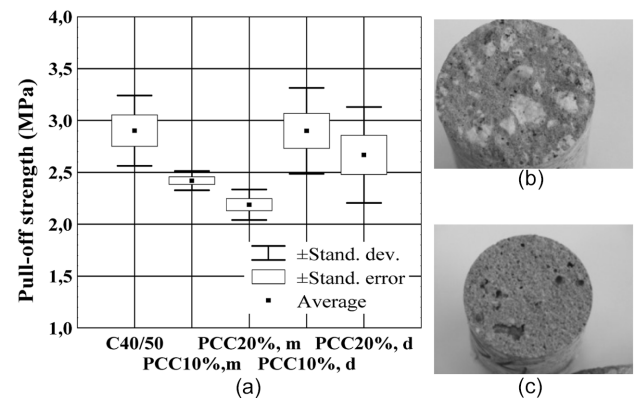 4,0
3,5
3,0
2,5
2,0
1,5
1,0
Pull-off strength (MPa)
±Stand. dev.
±Stand. error
Average
C40/50 PCC20%, m PCC20%, d
PCC10%,m PCC10%, d
(a)
(b)
(c)